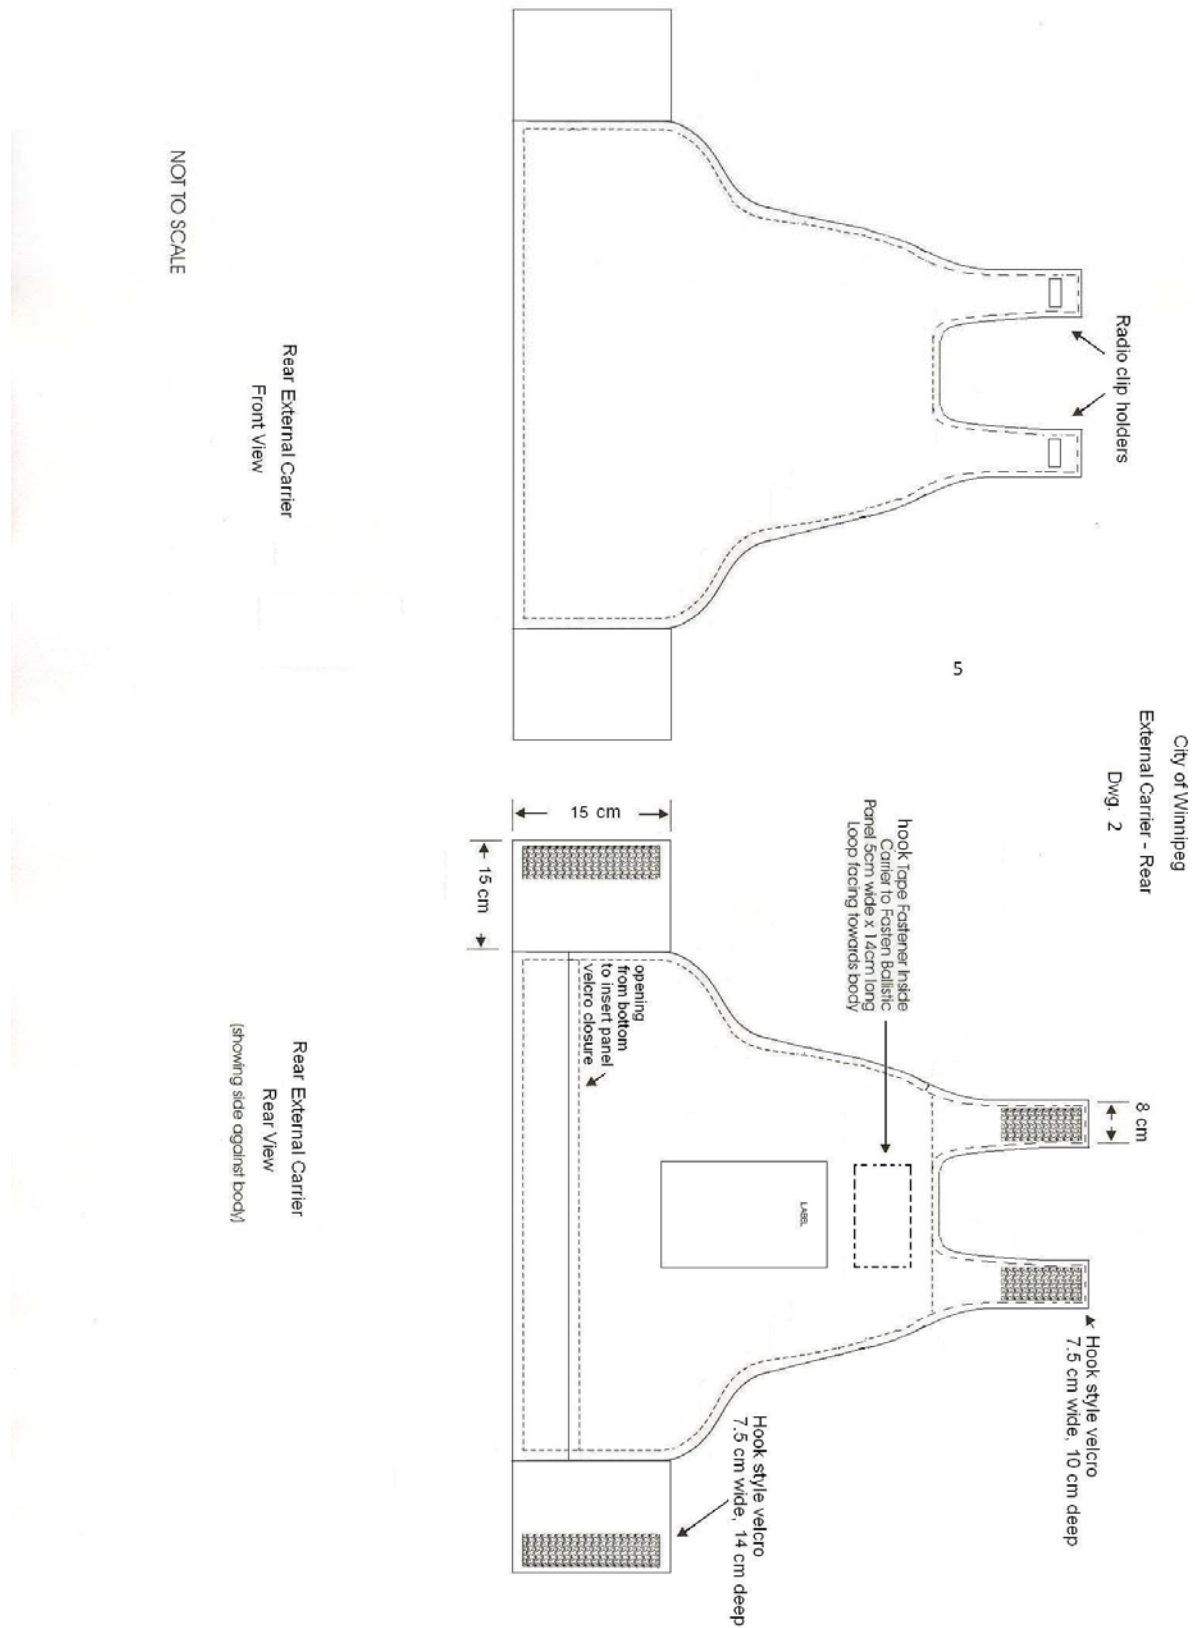 City of Winnipeg
External Carrier - Rear
Dwg. 2
5
Radio clip holders
Rear External Carrier
Front View
NOT TO SCALE
8 cm
Hook style velcro
7.5 cm wide, 10 cm deep
hook Tape Fastener Inside
Carrier to Fasten Ballistic
Panel 5cm wide x 14cm long
Loop facing towards body
LABEL
opening
from bottom
to insert panel
velcro closure
15 cm
15 cm
Hook style velcro
7.5 cm wide, 14 cm deep
Rear External Carrier
Rear View
(showing side against body)